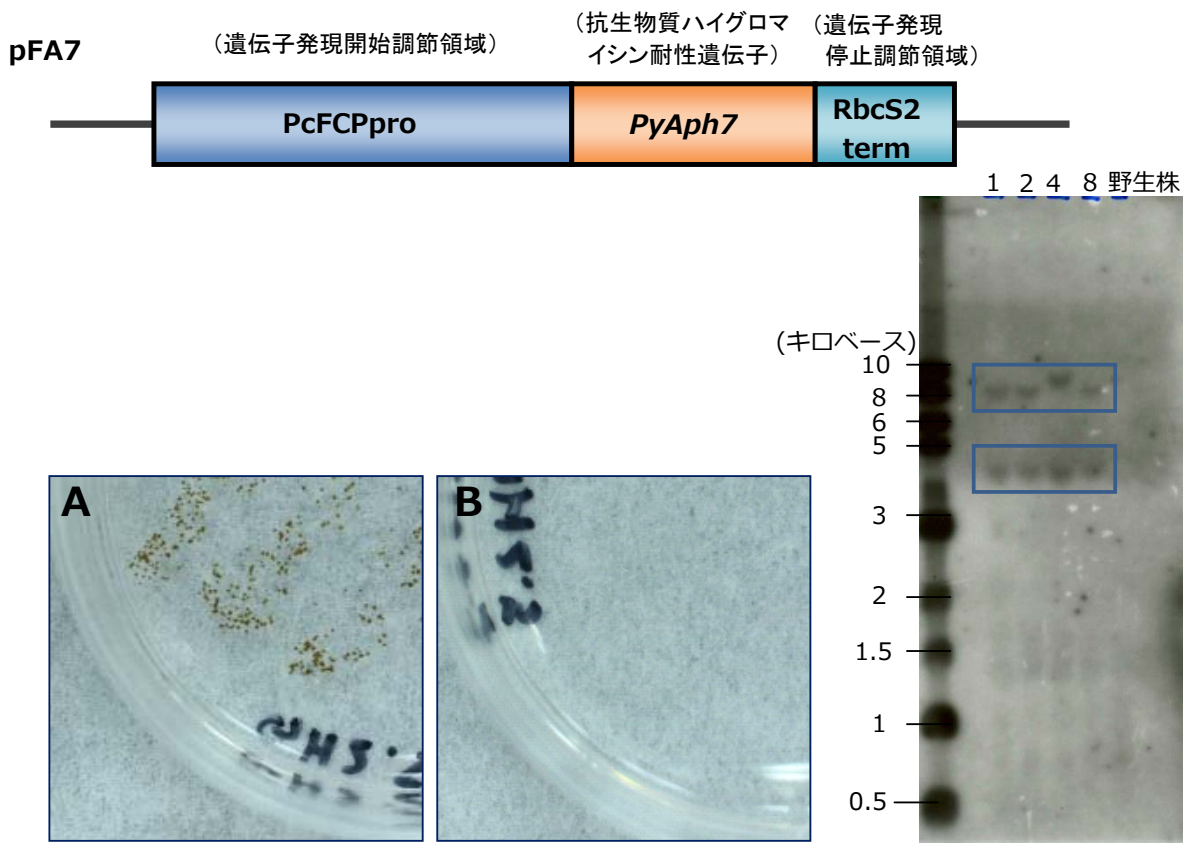 pFA7
(遺伝子発現開始調節領域)
(抗生物質ハイグロマ
イシン耐性遺伝子)
(遺伝子発現
停止調節領域)
PcFCPpro
PyAph7
RbcS2
term
1 2 4 8 野生株
(キロベース)
10
8
6
5
3
2
1.5
1
0.5
A
B